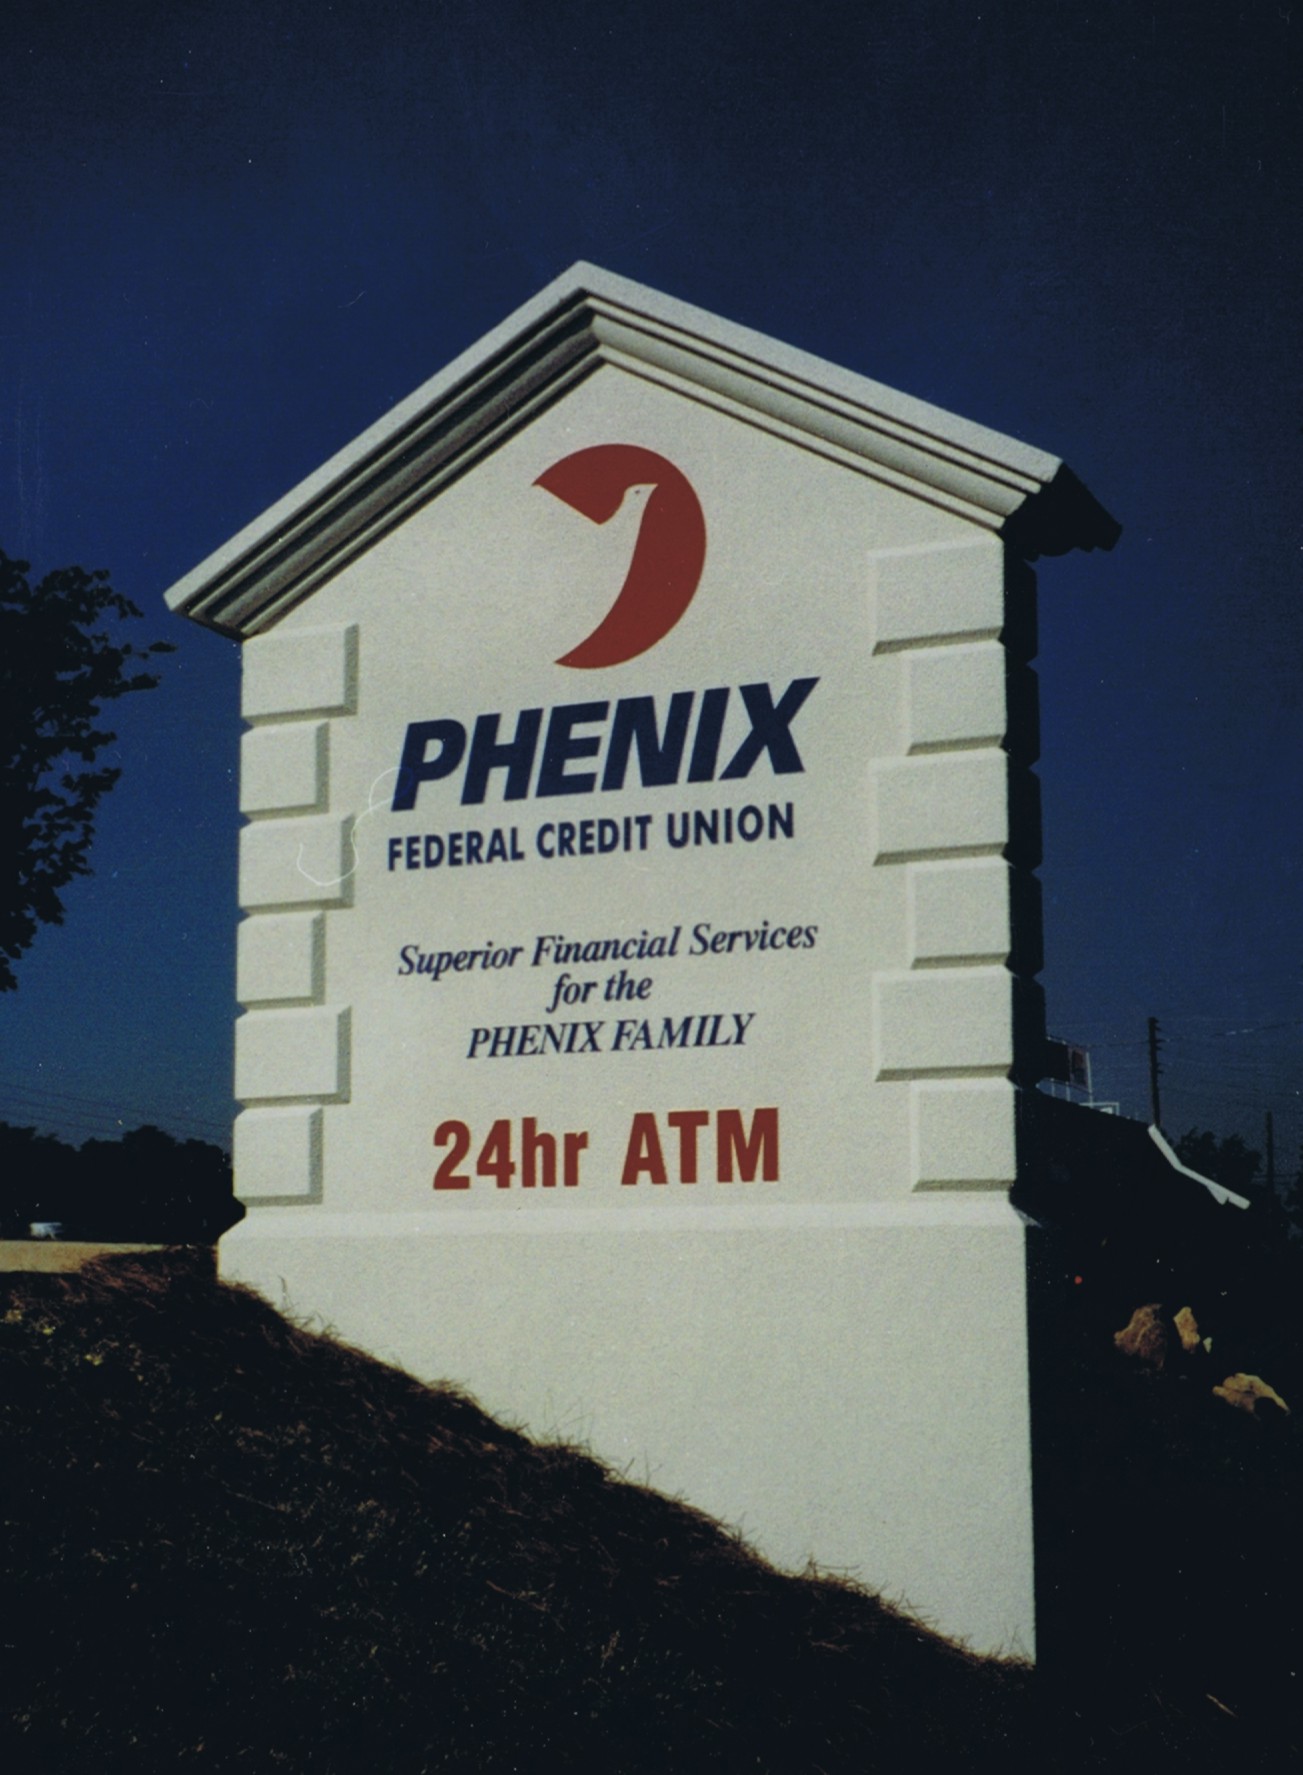 PHENIX
FEDERAL CREDIT UNION
Superior Financial Services
for the
PHENIX FAMILY
24hr ATM